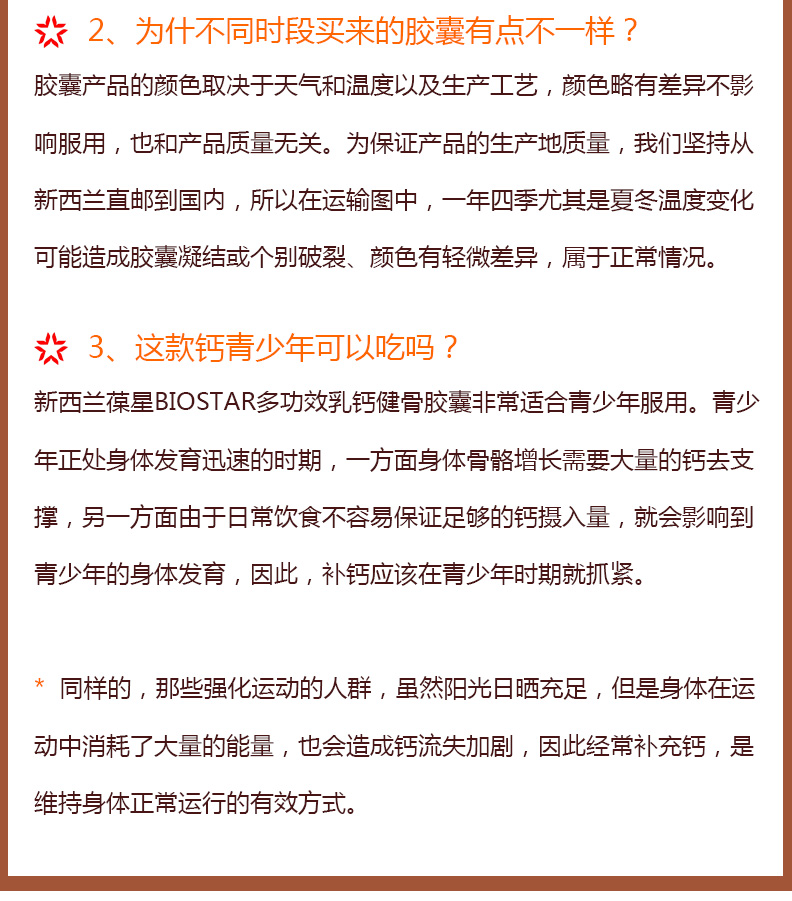 2、为什不同时段买来的胶囊有点不一样？
胶囊产品的颜色取决于天气和温度以及生产工艺，颜色略有差异不影
响服用，也和产品质量无关。为保证产品的生产地质量，我们坚持从
新西兰直邮到国内，所以在运输图中，一年四季尤其是夏冬温度变化
可能造成胶囊凝结或个别破裂、颜色有轻微差异，属于正常情况。
3、这款钙青少年可以吃吗？
新西兰葆星BIOSTAR多功效乳钙健骨胶囊非常适合青少年服用。青少
年正处身体发育迅速的时期，一方面身体骨骼增长需要大量的钙去支
撑，另一方面由于日常饮食不容易保证足够的钙摄入量，就会影响到
青少年的身体发育，因此，补钙应该在青少年时期就抓紧。
* 同样的，那些强化运动的人群，虽然阳光日晒充足，但是身体在运
动中消耗了大量的能量，也会造成钙流失加剧，因此经常补充钙，是
维持身体正常运行的有效方式。